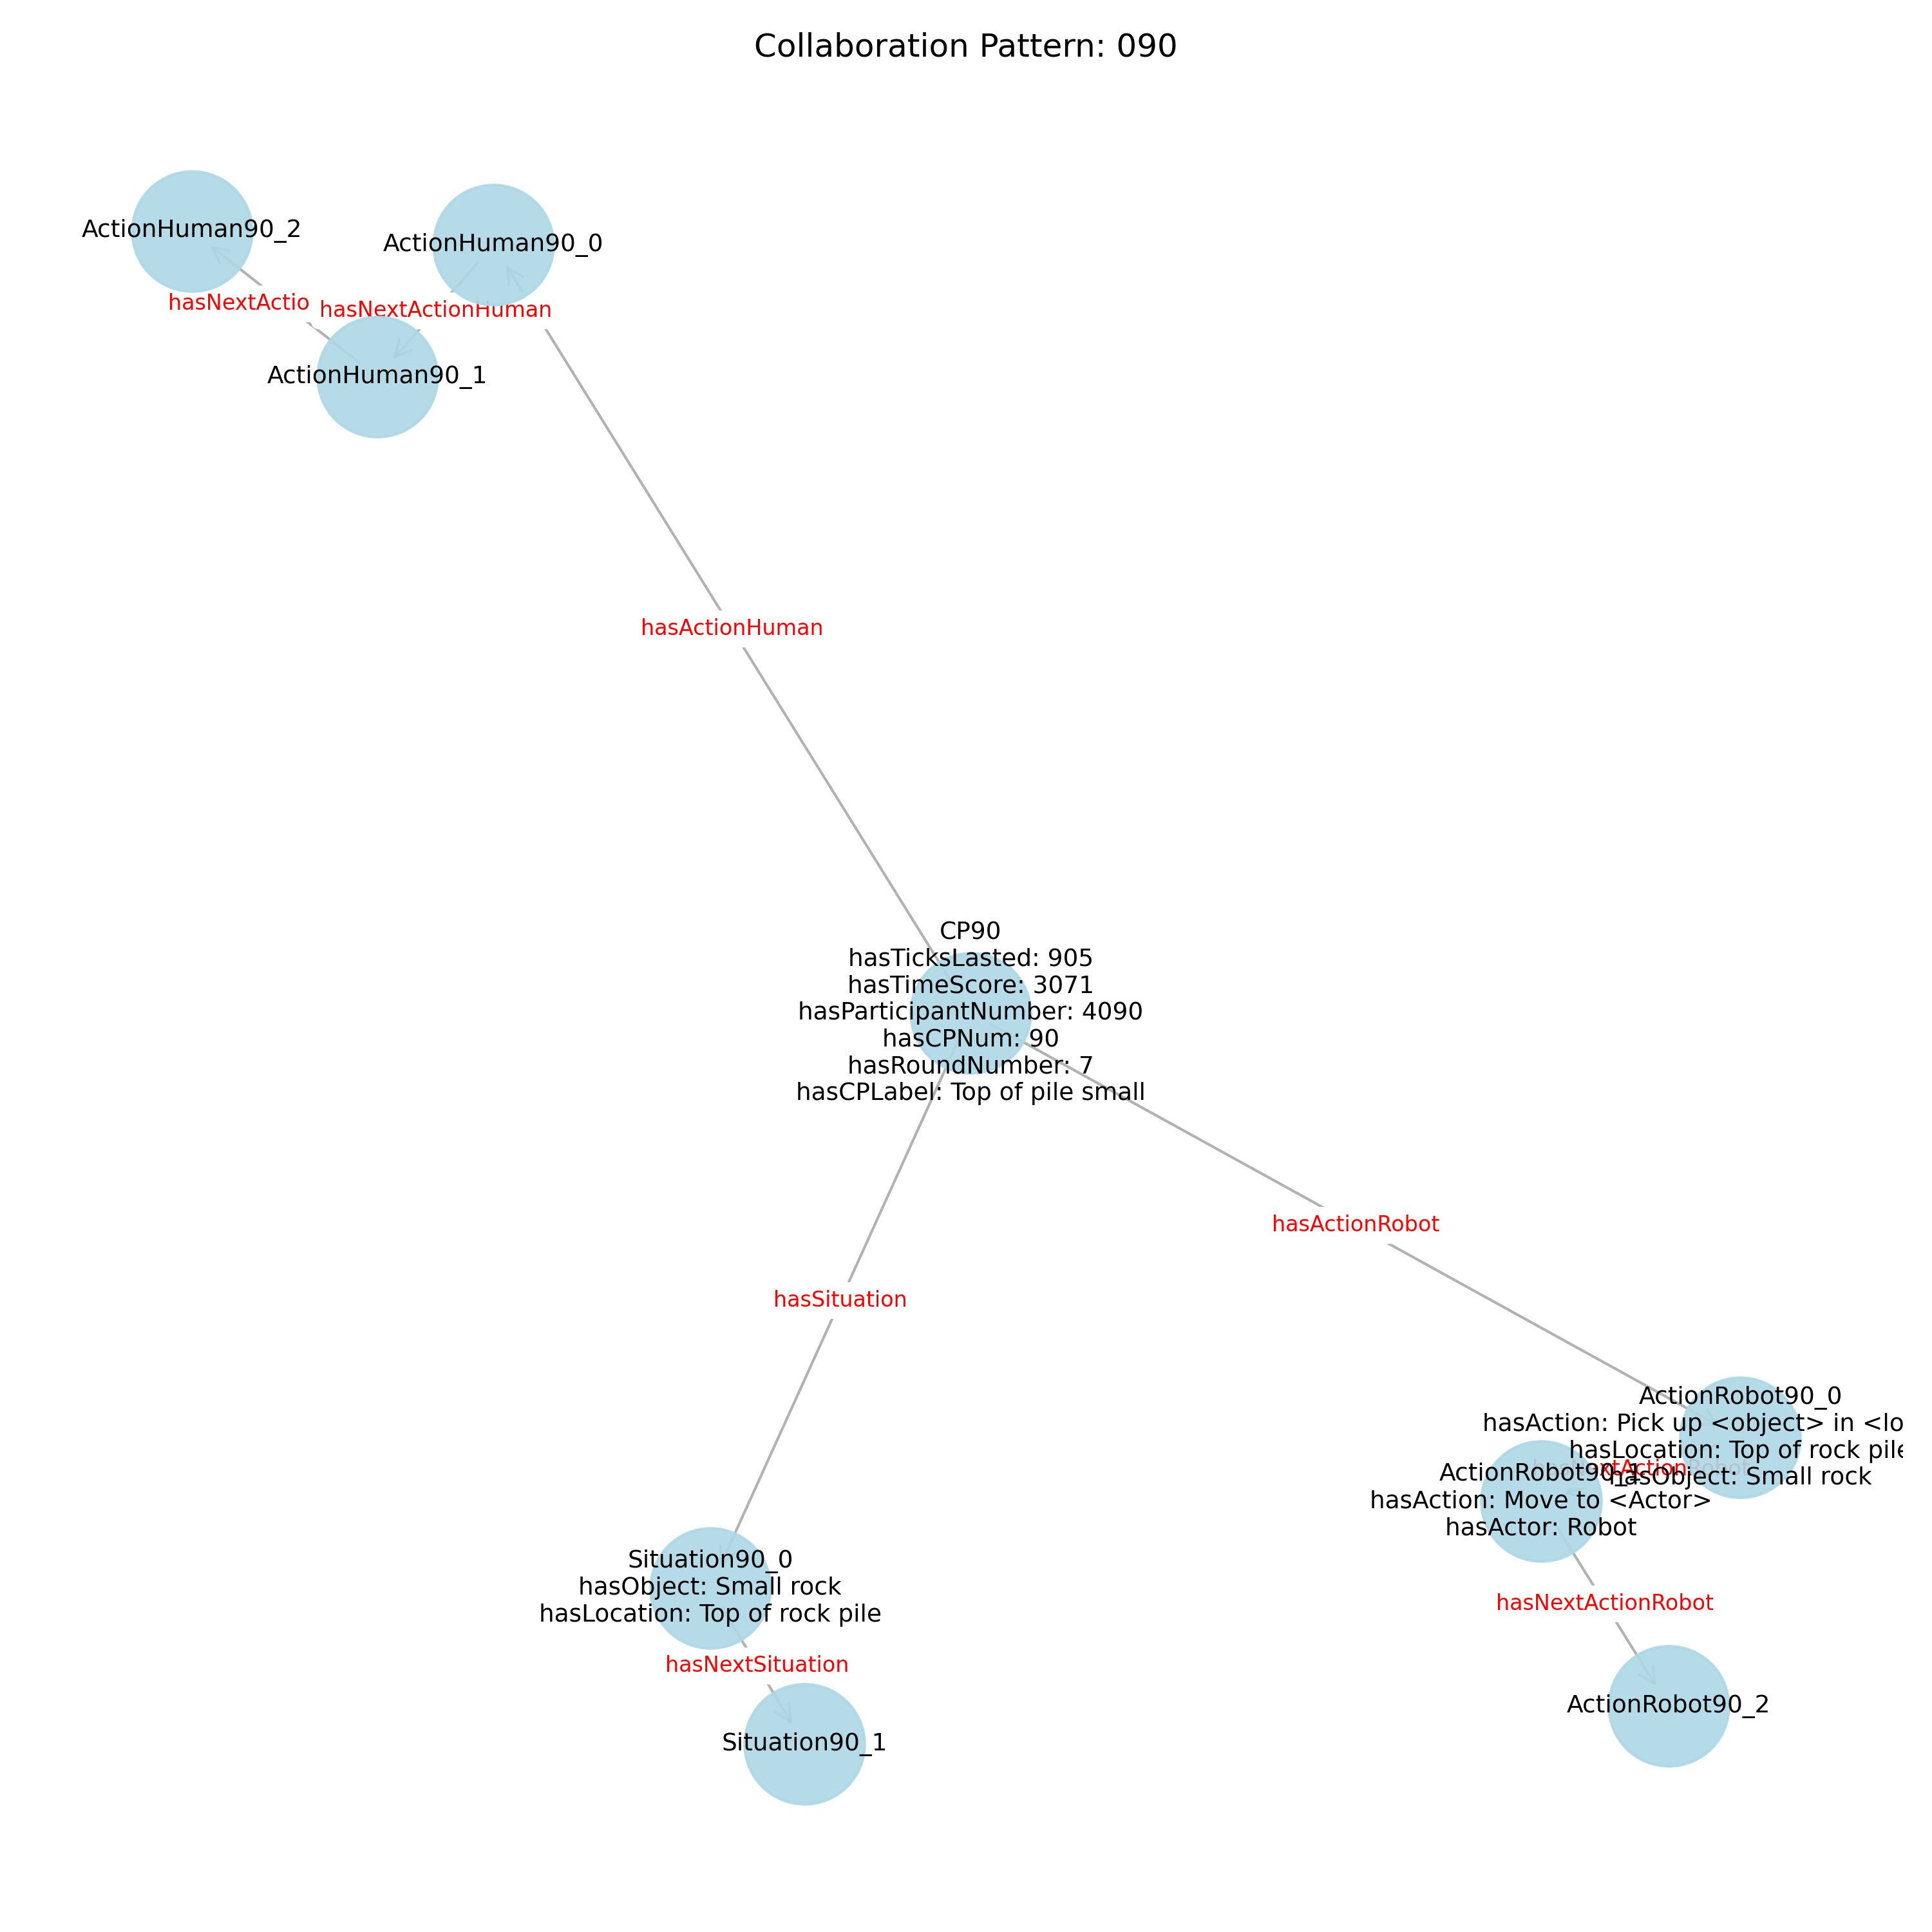 Collaboration Pattern: 090
ActionHuman90_2
ActionHuman90_0
hasNextActio
hasNextActionHuman
ActionHuman90_1
hasActionHuman
CP90
hasTicksLasted: 905
hasTimeScore: 3071
hasParticipantNumber: 4090
hasCPNum: 90
hasRoundNumber: 7
hasCPLabel: Top of pile small
hasActionRobot
hasSituation
ActionRobot90_0
hasAction: Pick up <object> in <lo
hasLocation: Top of rock pile
hasObject: Small rock
hasNextActionRobot
ActionRobot90_1
hasAction: Move to <Actor>
hasActor: Robot
Situation90_0
hasObject: Small rock
hasLocation: Top of rock pile
hasNextActionRobot
hasNextSituation
ActionRobot90_2
Situation90_1